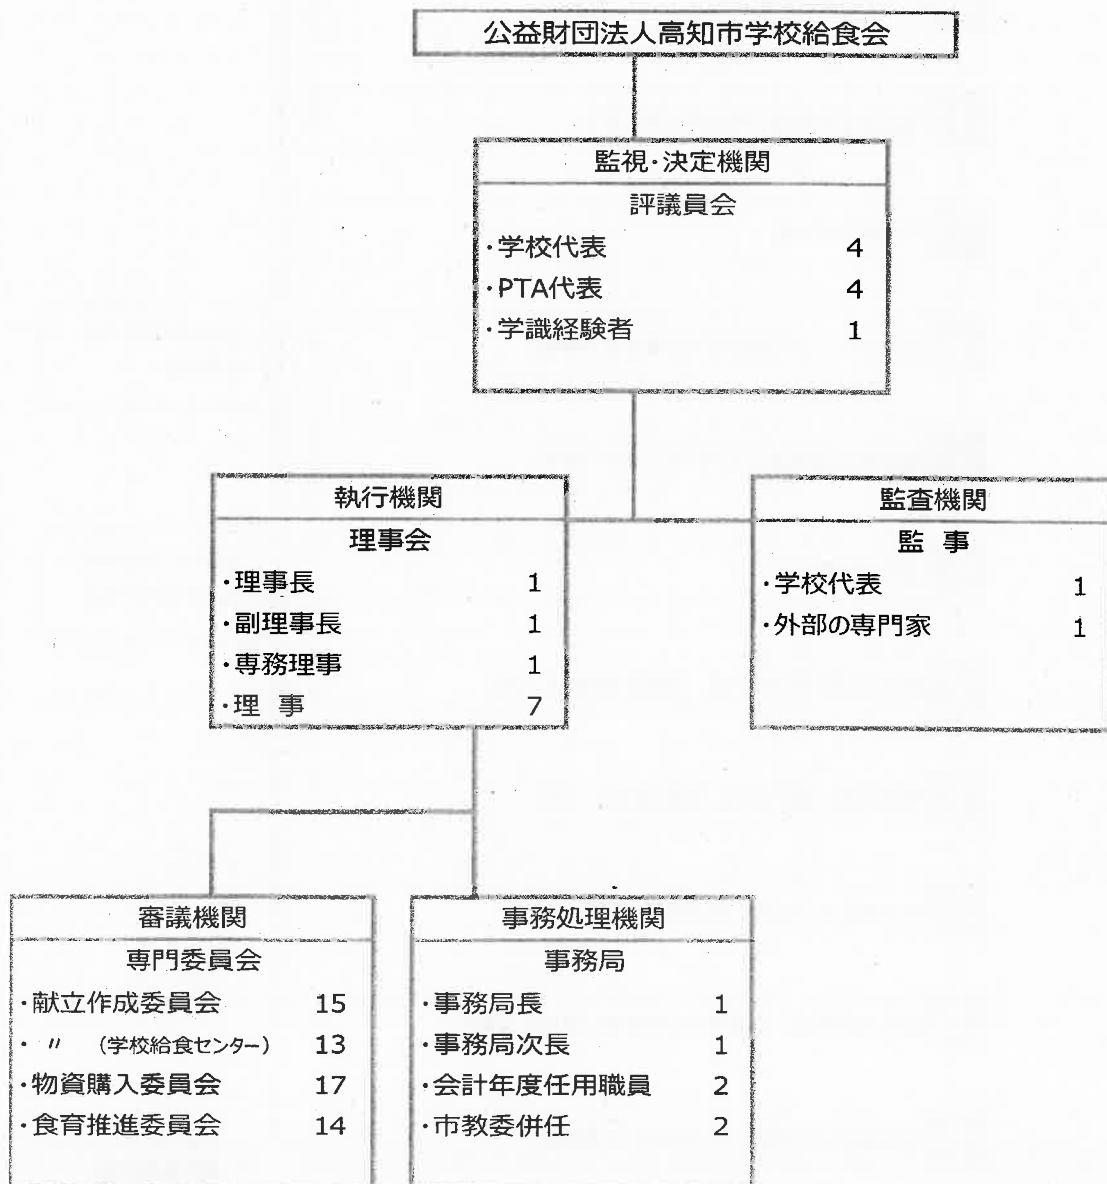 公益財団法人高知市学校給食会
監視・決定機関
評議員会
・学校代表 4
・PTA代表 4
・学識経験者 1
執行機関
理事会
・理事長 1
・副理事長 1
・専務理事 1
・理 事 7
監査機関
監 事
・学校代表 1
・外部の専門家 1
審議機関
専門委員会
・献立作成委員会 15
・ 〃 (学校給食センター) 13
・物資購入委員会 17
・食育推進委員会 14
事務処理機関
事務局
・事務局長 1
・事務局次長 1
・会計年度任用職員 2
・市教委併任 2